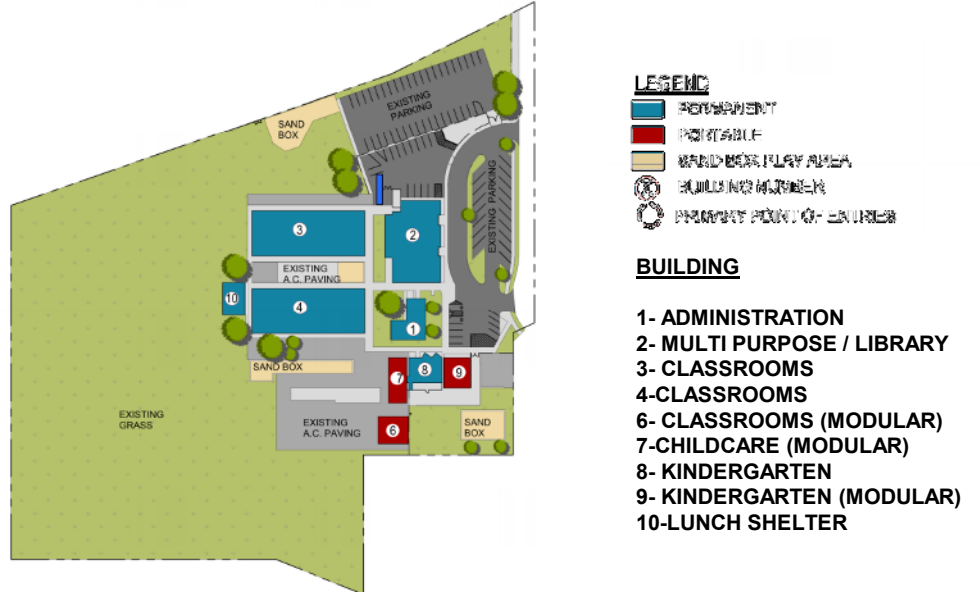 EXISTING
PARKING
SAND
BOX
EXISTING PARKING
3
2
EXISTING
A.C. PAVING
10
4
1
SAND BOX
7
8
9
EXISTING
GRASS
EXISTING
A.C. PAVING
6
SAND
BOX
LEGEND
PERMANENT
PORTABLE
SAND BOX PLAY AREA
BUILDING NUMBER
PRIMARY POINT OF ENTRIES
BUILDING
1- ADMINISTRATION
2- MULTI PURPOSE / LIBRARY
3- CLASSROOMS
4-CLASSROOMS
6- CLASSROOMS (MODULAR)
7-CHILDCARE (MODULAR)
8- KINDERGARTEN
9- KINDERGARTEN (MODULAR)
10-LUNCH SHELTER